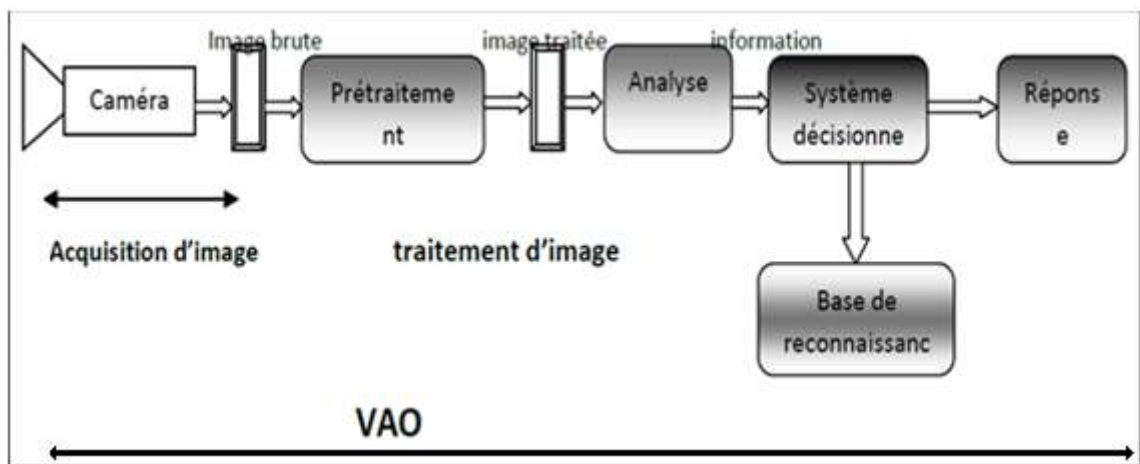 Image brute
image traitée
information
Caméra
Prétraiteme
nt
Analyse
Système
décisionne
Répons
e
Acquisition d’image
traitement d’image
Base de
reconnaissanc
VAO